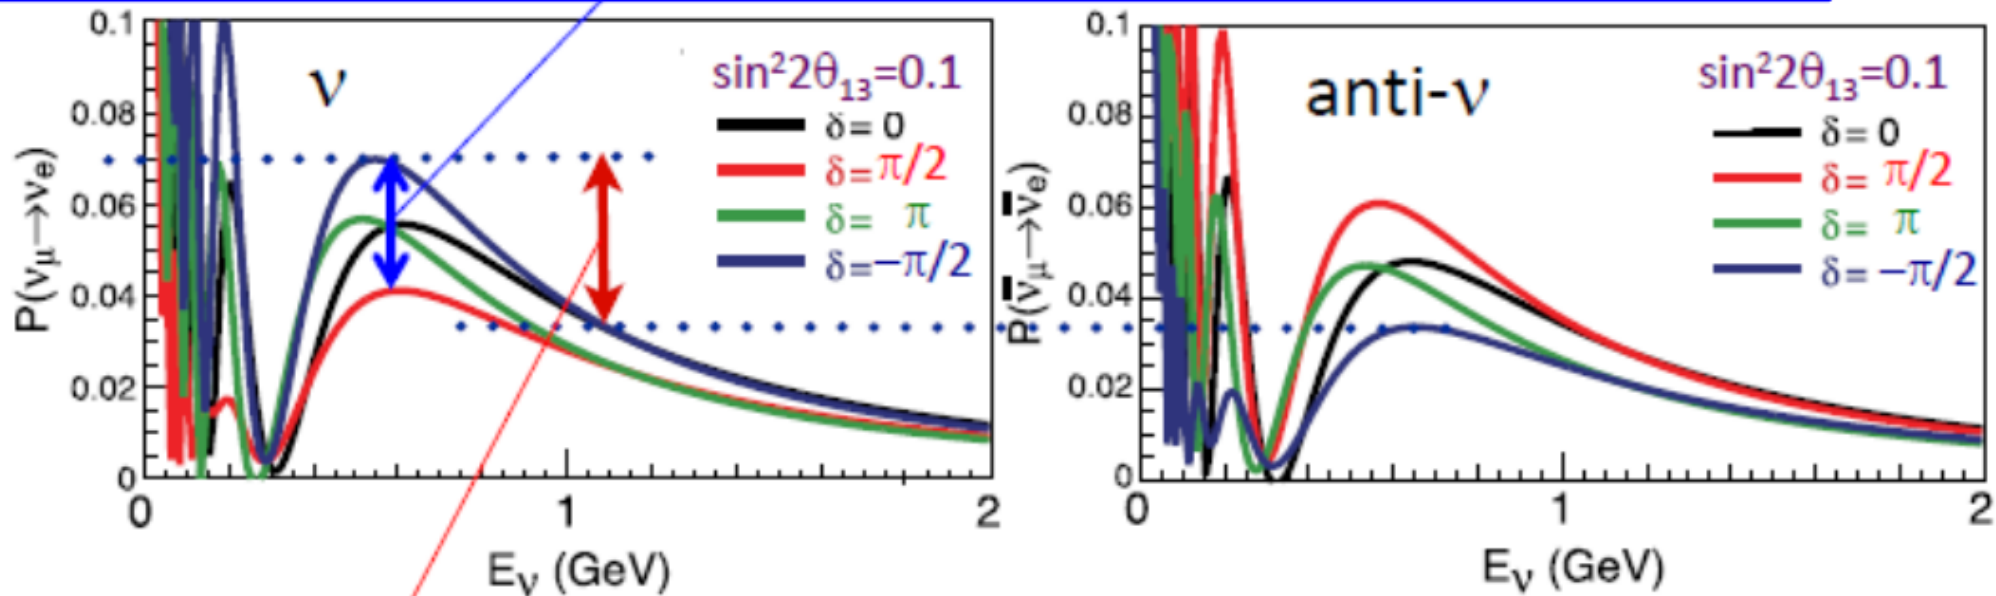 0.1
0.08
0.06
0.04
0.02
0
P(νμ→νe)
ν
sin²2θ₁₃=0.1
δ= 0
δ= π/2
δ= π
δ=−π/2
0 1 2
Eν (GeV)
0.1
0.08
0.06
0.04
0.02
0
P(ν̅μ→ν̅e)
anti-ν
sin²2θ₁₃=0.1
δ= 0
δ= π/2
δ= π
δ= −π/2
0 1 2
Eν (GeV)